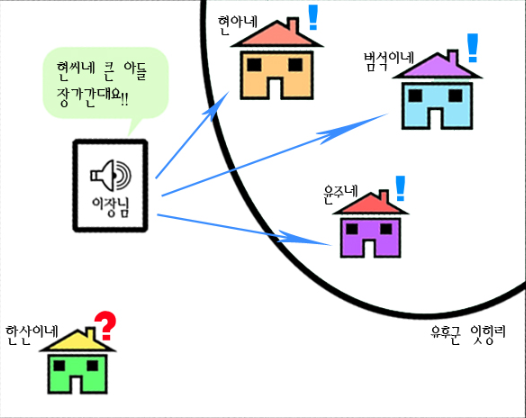 현아네
!
범석이네
!
현씨네 큰 아들
장가간대요!!
이장님
윤주네
!
한산이네
?
유후군 잇힝리